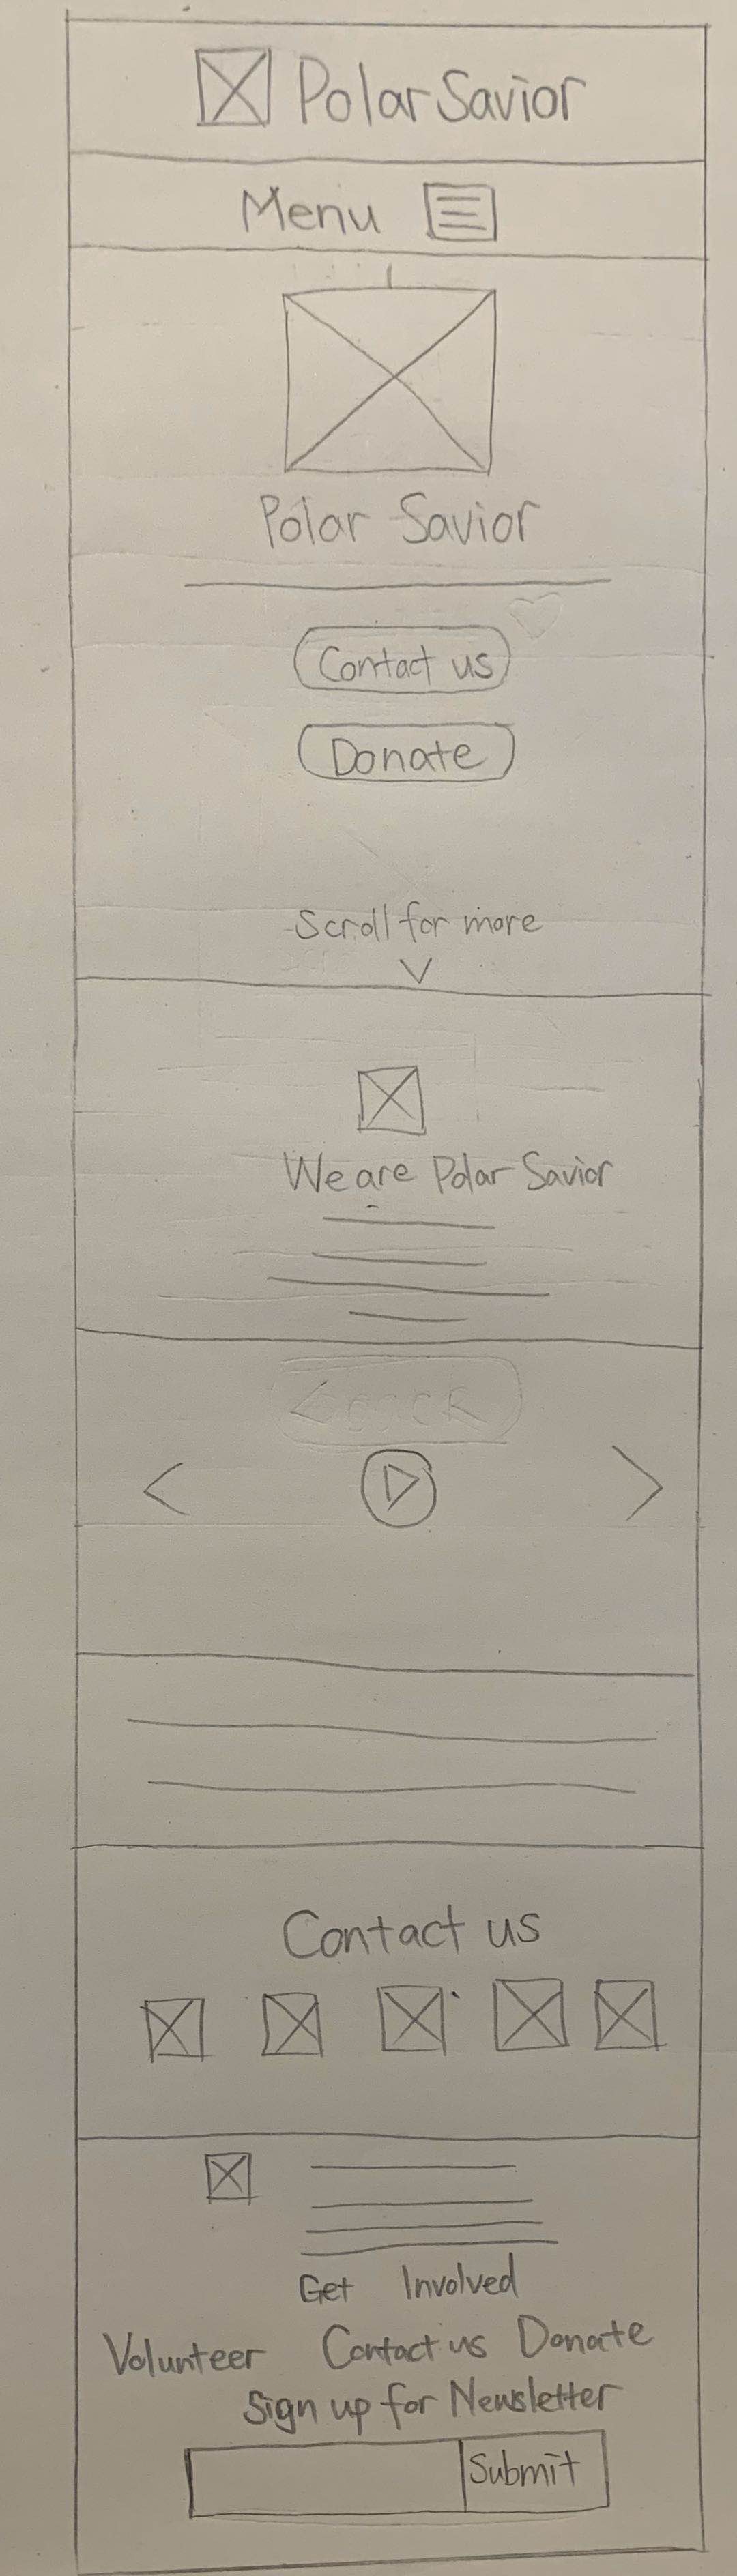 Polar Savior
Menu
Polar Savior
Contact us
Donate
Scroll for more
We are Polar Savior
Contact us
Get Involved
Volunteer Contact us Donate
Sign up for Newsletter
Submit